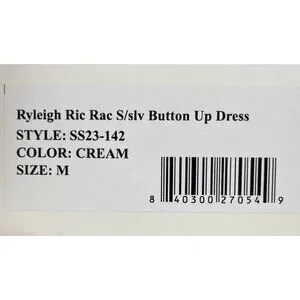 Ryleigh Ric Rac S/slv Button Up Dress
STYLE: SS23-142
COLOR: CREAM
SIZE: M
8 40300 27054 9